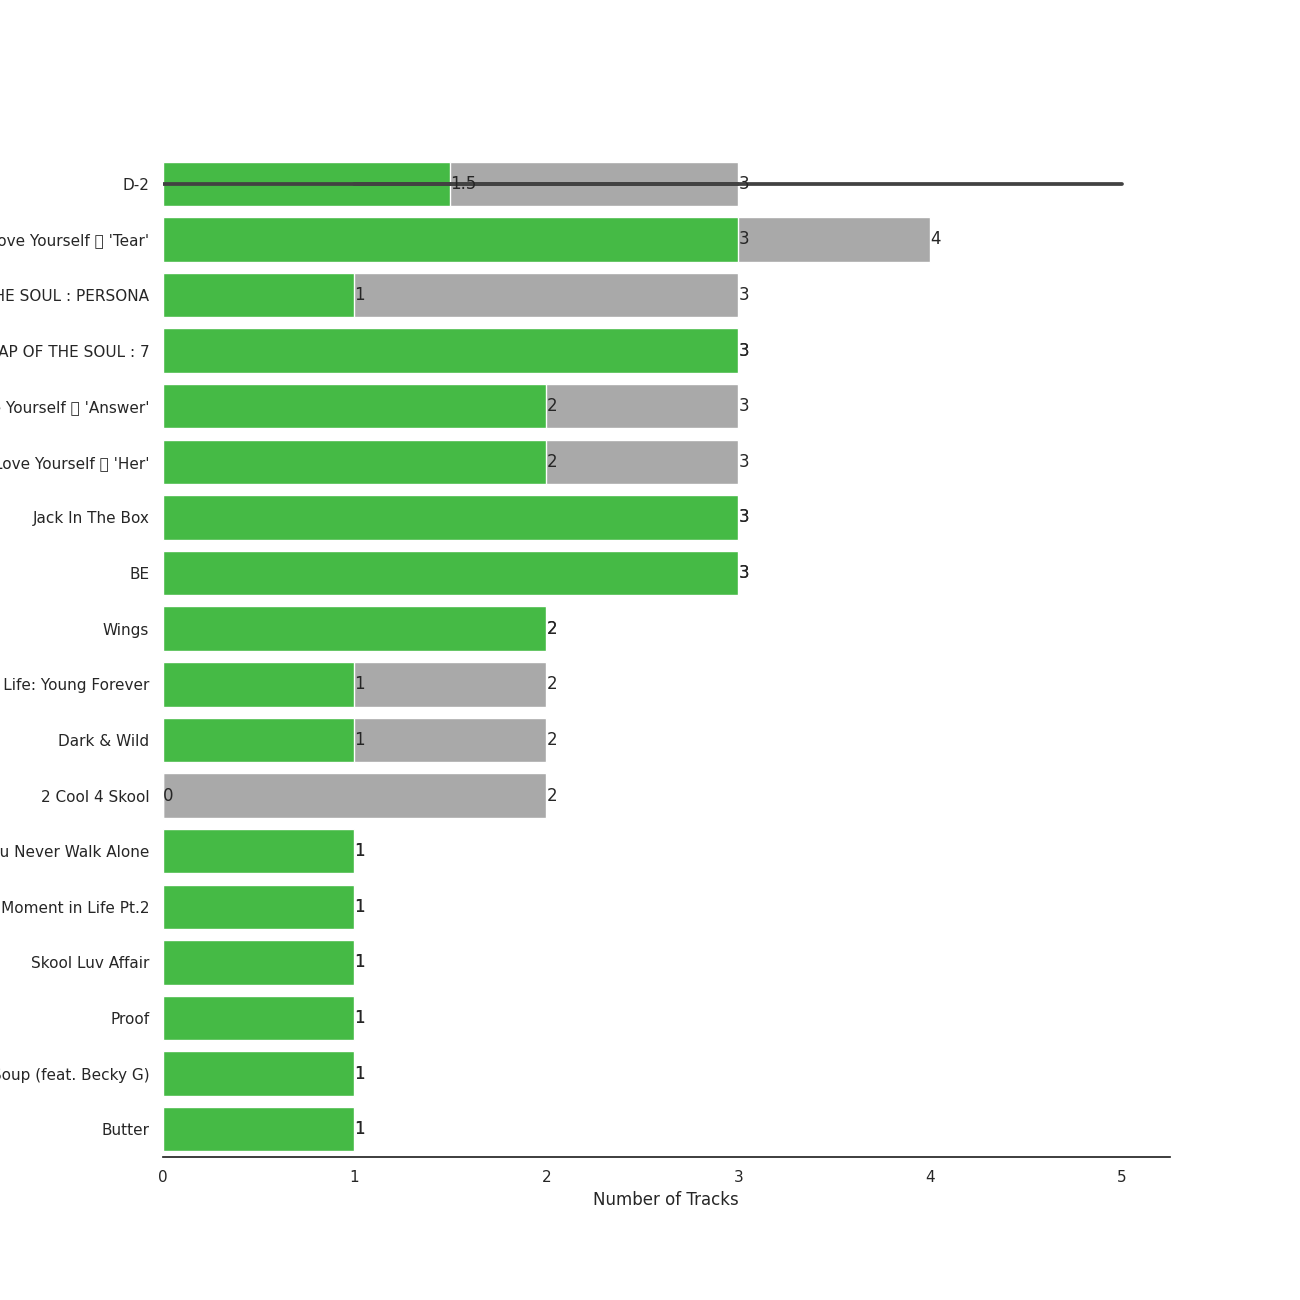 D-2 1.5 3
ove Yourself 'Tear' 3 4
HE SOUL : PERSONA 1 3
AP OF THE SOUL : 7 3
Yourself 'Answer' 2 3
Love Yourself 'Her' 2 3
Jack In The Box 3
BE 3
Wings 2
Life: Young Forever 1 2
Dark & Wild 1 2
2 Cool 4 Skool 0 2
u Never Walk Alone 1
Moment in Life Pt.2 1
Skool Luv Affair 1
Proof 1
Soup (feat. Becky G) 1
Butter 1
0 1 2 3 4 5
Number of Tracks